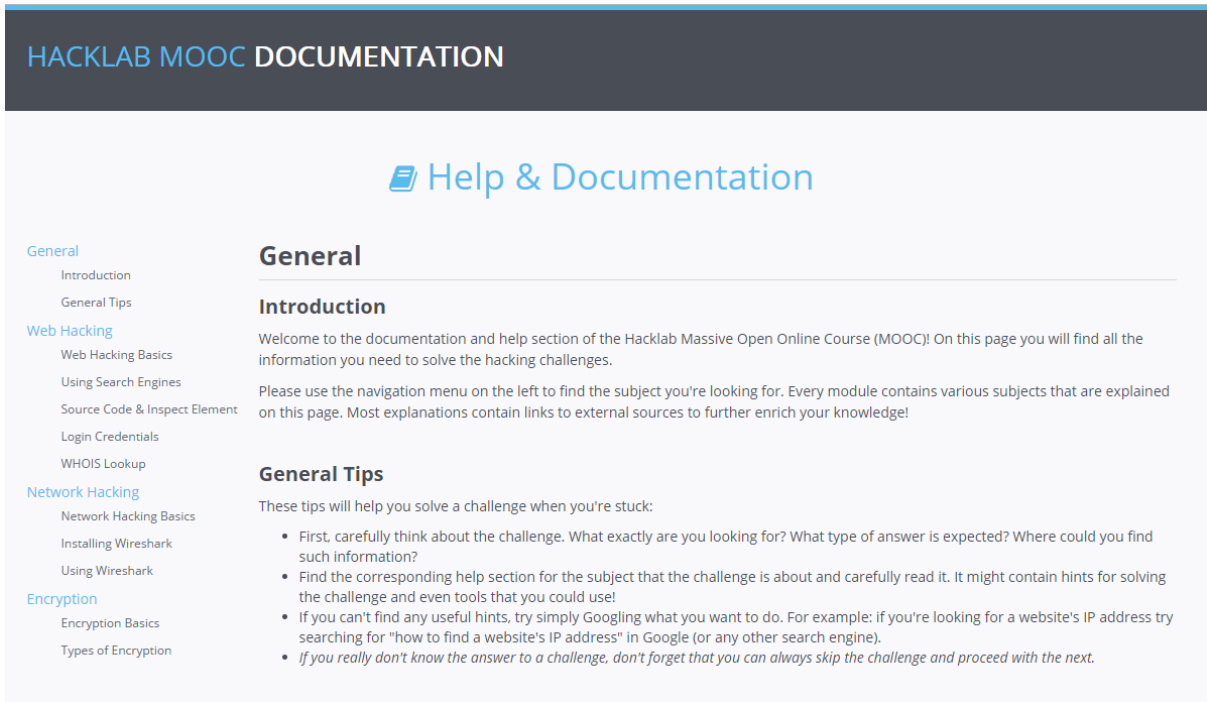 HACKLAB MOOC DOCUMENTATION
Help & Documentation
General
Introduction
General Tips
Web Hacking
Web Hacking Basics
Using Search Engines
Source Code & Inspect Element
Login Credentials
WHOIS Lookup
Network Hacking
Network Hacking Basics
Installing Wireshark
Using Wireshark
Encryption
Encryption Basics
Types of Encryption
General
Introduction
Welcome to the documentation and help section of the Hacklab Massive Open Online Course (MOOC)! On this page you will find all the
information you need to solve the hacking challenges.
Please use the navigation menu on the left to find the subject you're looking for. Every module contains various subjects that are explained
on this page. Most explanations contain links to external sources to further enrich your knowledge!
General Tips
These tips will help you solve a challenge when you're stuck:
• First, carefully think about the challenge. What exactly are you looking for? What type of answer is expected? Where could you find
such information?
• Find the corresponding help section for the subject that the challenge is about and carefully read it. It might contain hints for solving
the challenge and even tools that you could use!
• If you can't find any useful hints, try simply Googling what you want to do. For example: if you're looking for a website's IP address try
searching for "how to find a website's IP address" in Google (or any other search engine).
• If you really don't know the answer to a challenge, don't forget that you can always skip the challenge and proceed with the next.